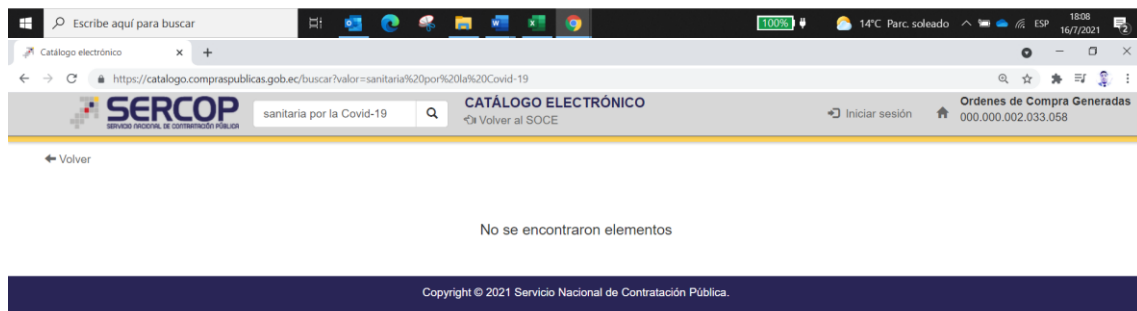 Escribe aquí para buscar
100%
14°C Parc. soleado
ESP
18:08
16/7/2021
2
Catálogo electrónico
https://catalogo.compraspublicas.gob.ec/buscar?valor=sanitaria%20por%20la%20Covid-19
SERCOP
SERVICIO NACIONAL DE CONTRATACIÓN PÚBLICA
sanitaria por la Covid-19
CATÁLOGO ELECTRÓNICO
Volver al SOCE
Iniciar sesión
Ordenes de Compra Generadas
000.000.002.033.058
Volver
No se encontraron elementos
Copyright © 2021 Servicio Nacional de Contratación Pública.